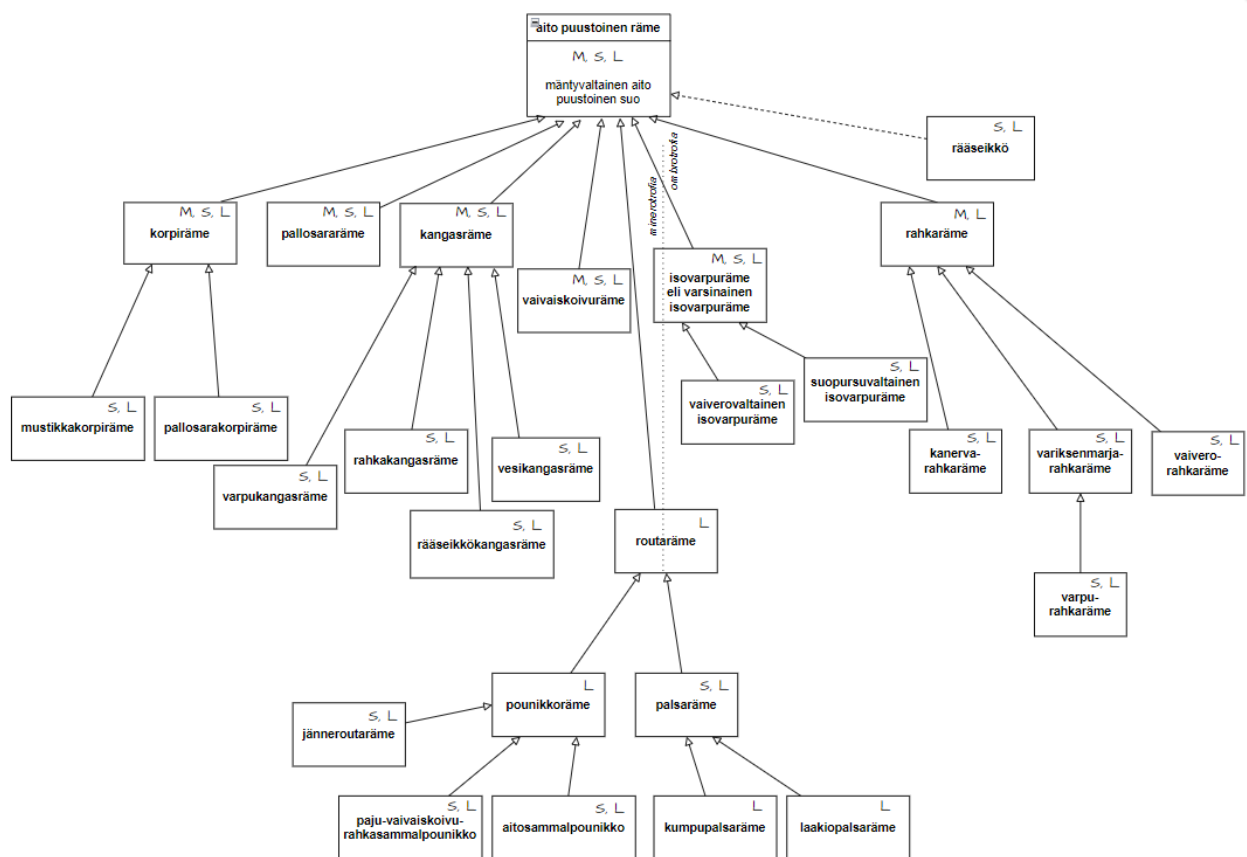 aito puustoinen räme
M, S, L
mäntyvaltainen aito
puustoinen suo
S, L
rääseikkö
minerotrofia
ombrotrofia
M, S, L
korpiräme
M, S, L
pallosararäme
M, S, L
kangasräme
M, S, L
vaivaiskoivuräme
M, S, L
isovarpuräme
eli varsinainen
isovarpuräme
M, L
rahkaräme
S, L
mustikkakorpiräme
S, L
pallosarakorpiräme
S, L
varpukangasräme
S, L
rahkakangasräme
S, L
rääseikkökangasräme
S, L
vesikangasräme
S, L
vaiverovaltainen
isovarpuräme
S, L
suopursuvaltainen
isovarpuräme
S, L
kanerva-
rahkaräme
S, L
variksenmarja-
rahkaräme
S, L
vaivero-
rahkaräme
L
routaräme
S, L
varpu-
rahkaräme
S, L
jänneroutaräme
L
pounikkoräme
S, L
palsaräme
S, L
paju-vaivaiskoivu-
rahkasammalpounikko
S, L
aitosammalpounikko
L
kumpupalsaräme
L
laakiopalsaräme